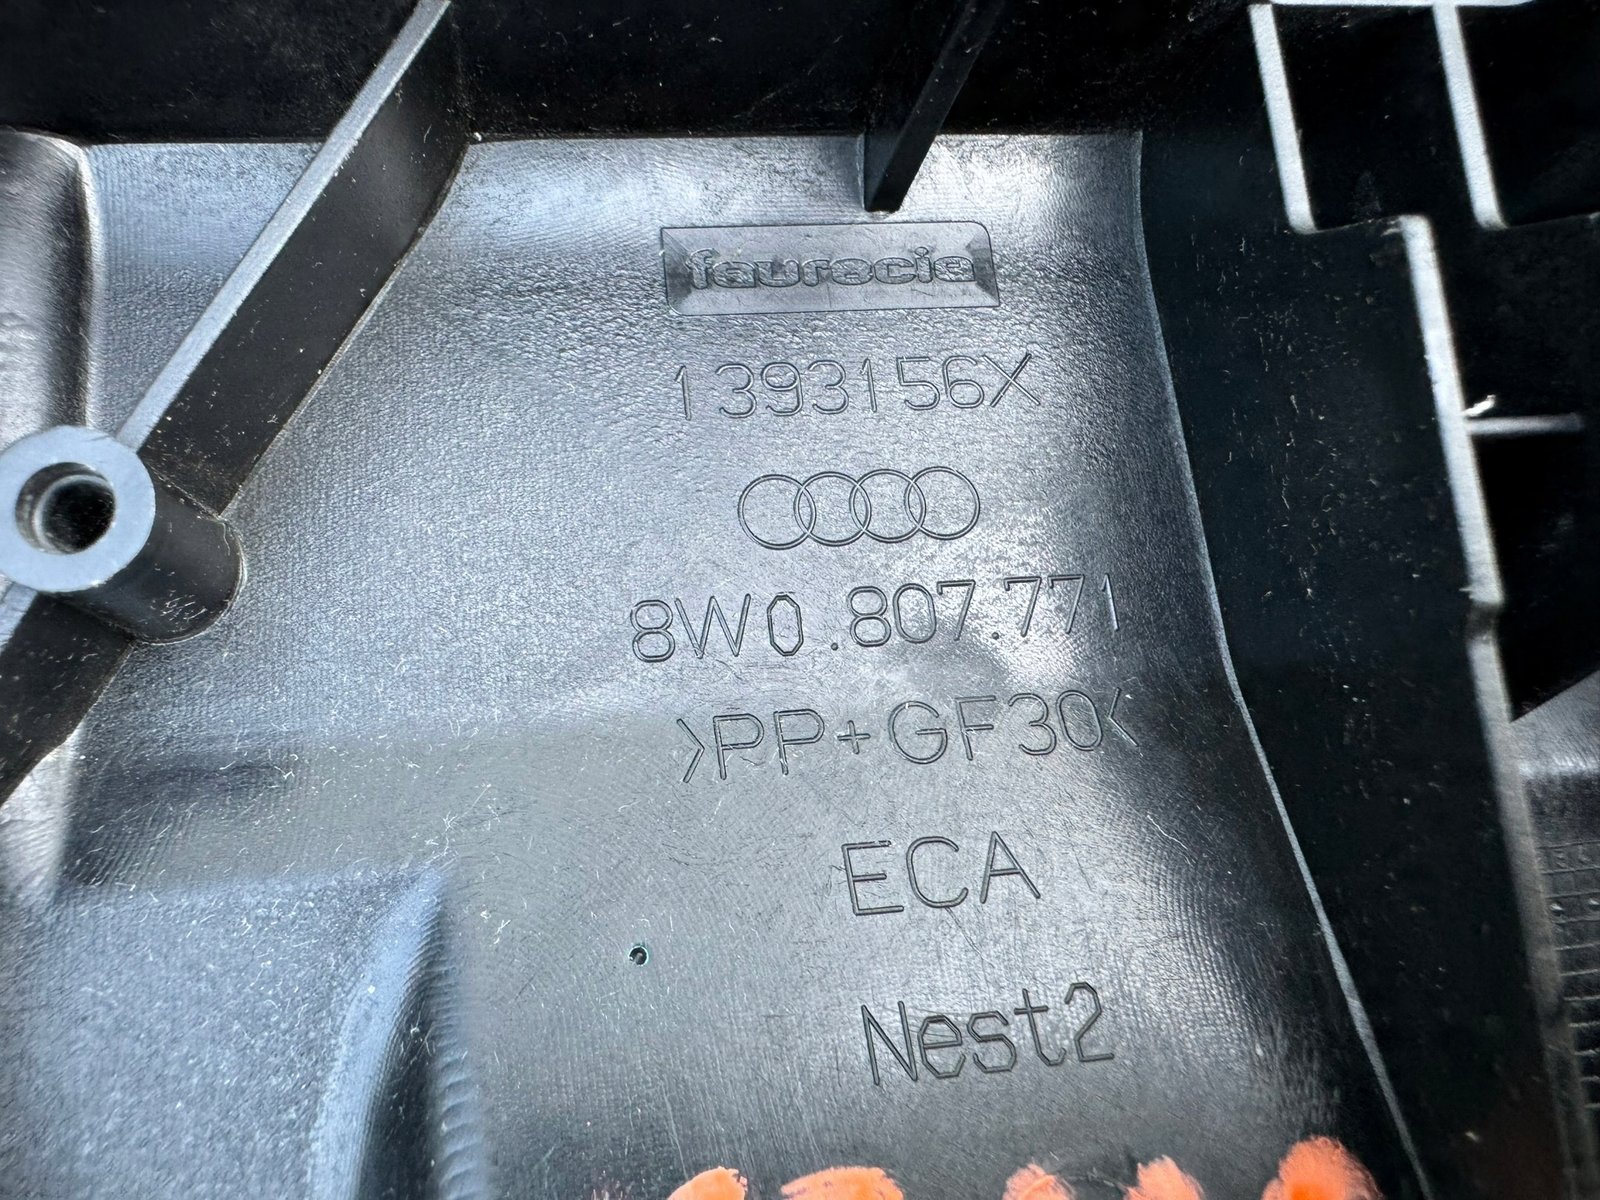 faurecia
1393156X
8W0.807.771
>PP+GF30<
ECA
Nest2